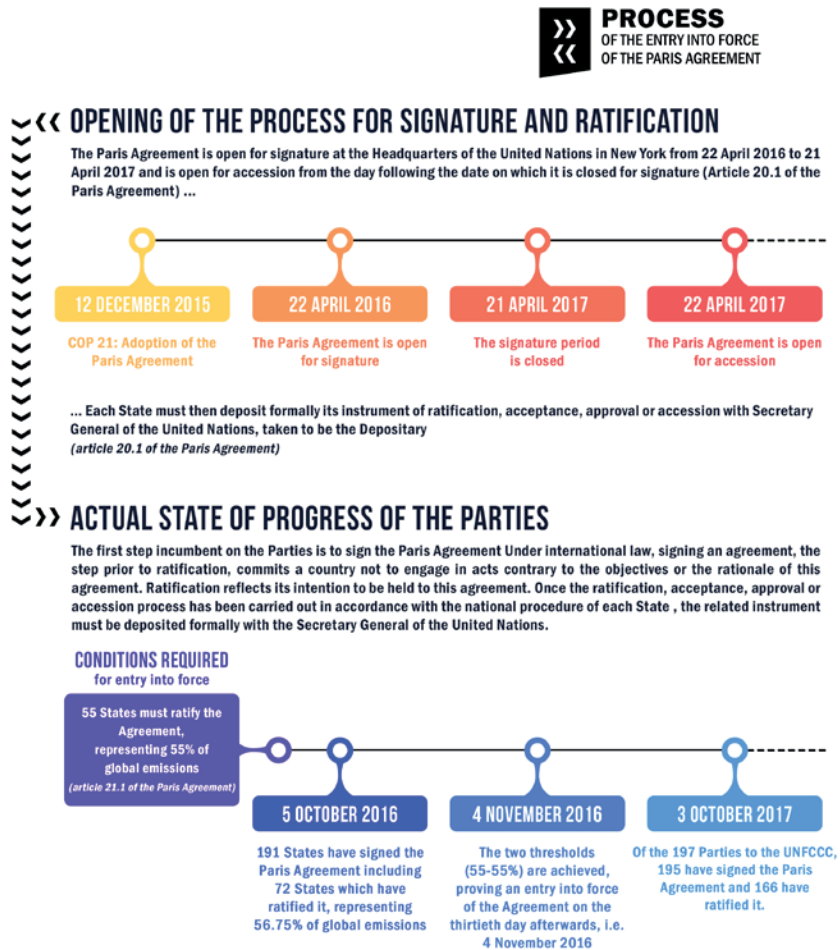 PROCESS
OF THE ENTRY INTO FORCE
OF THE PARIS AGREEMENT
OPENING OF THE PROCESS FOR SIGNATURE AND RATIFICATION
The Paris Agreement is open for signature at the Headquarters of the United Nations in New York from 22 April 2016 to 21
April 2017 and is open for accession from the day following the date on which it is closed for signature (Article 20.1 of the
Paris Agreement) ...
12 DECEMBER 2015
COP 21: Adoption of the
Paris Agreement
22 APRIL 2016
The Paris Agreement is open
for signature
21 APRIL 2017
The signature period
is closed
22 APRIL 2017
The Paris Agreement is open
for accession
... Each State must then deposit formally its instrument of ratification, acceptance, approval or accession with Secretary
General of the United Nations, taken to be the Depositary
(article 20.1 of the Paris Agreement)
ACTUAL STATE OF PROGRESS OF THE PARTIES
The first step incumbent on the Parties is to sign the Paris Agreement Under international law, signing an agreement, the
step prior to ratification, commits a country not to engage in acts contrary to the objectives or the rationale of this
agreement. Ratification reflects its intention to be held to this agreement. Once the ratification, acceptance, approval or
accession process has been carried out in accordance with the national procedure of each State , the related instrument
must be deposited formally with the Secretary General of the United Nations.
CONDITIONS REQUIRED
for entry into force
55 States must ratify the
Agreement,
representing 55% of
global emissions
(article 21.1 of the Paris Agreement)
5 OCTOBER 2016
191 States have signed the
Paris Agreement including
72 States which have
ratified it, representing
56.75% of global emissions
4 NOVEMBER 2016
The two thresholds
(55-55%) are achieved,
proving an entry into force
of the Agreement on the
thirtieth day afterwards, i.e.
4 November 2016
3 OCTOBER 2017
Of the 197 Parties to the UNFCCC,
195 have signed the Paris
Agreement and 166 have
ratified it.